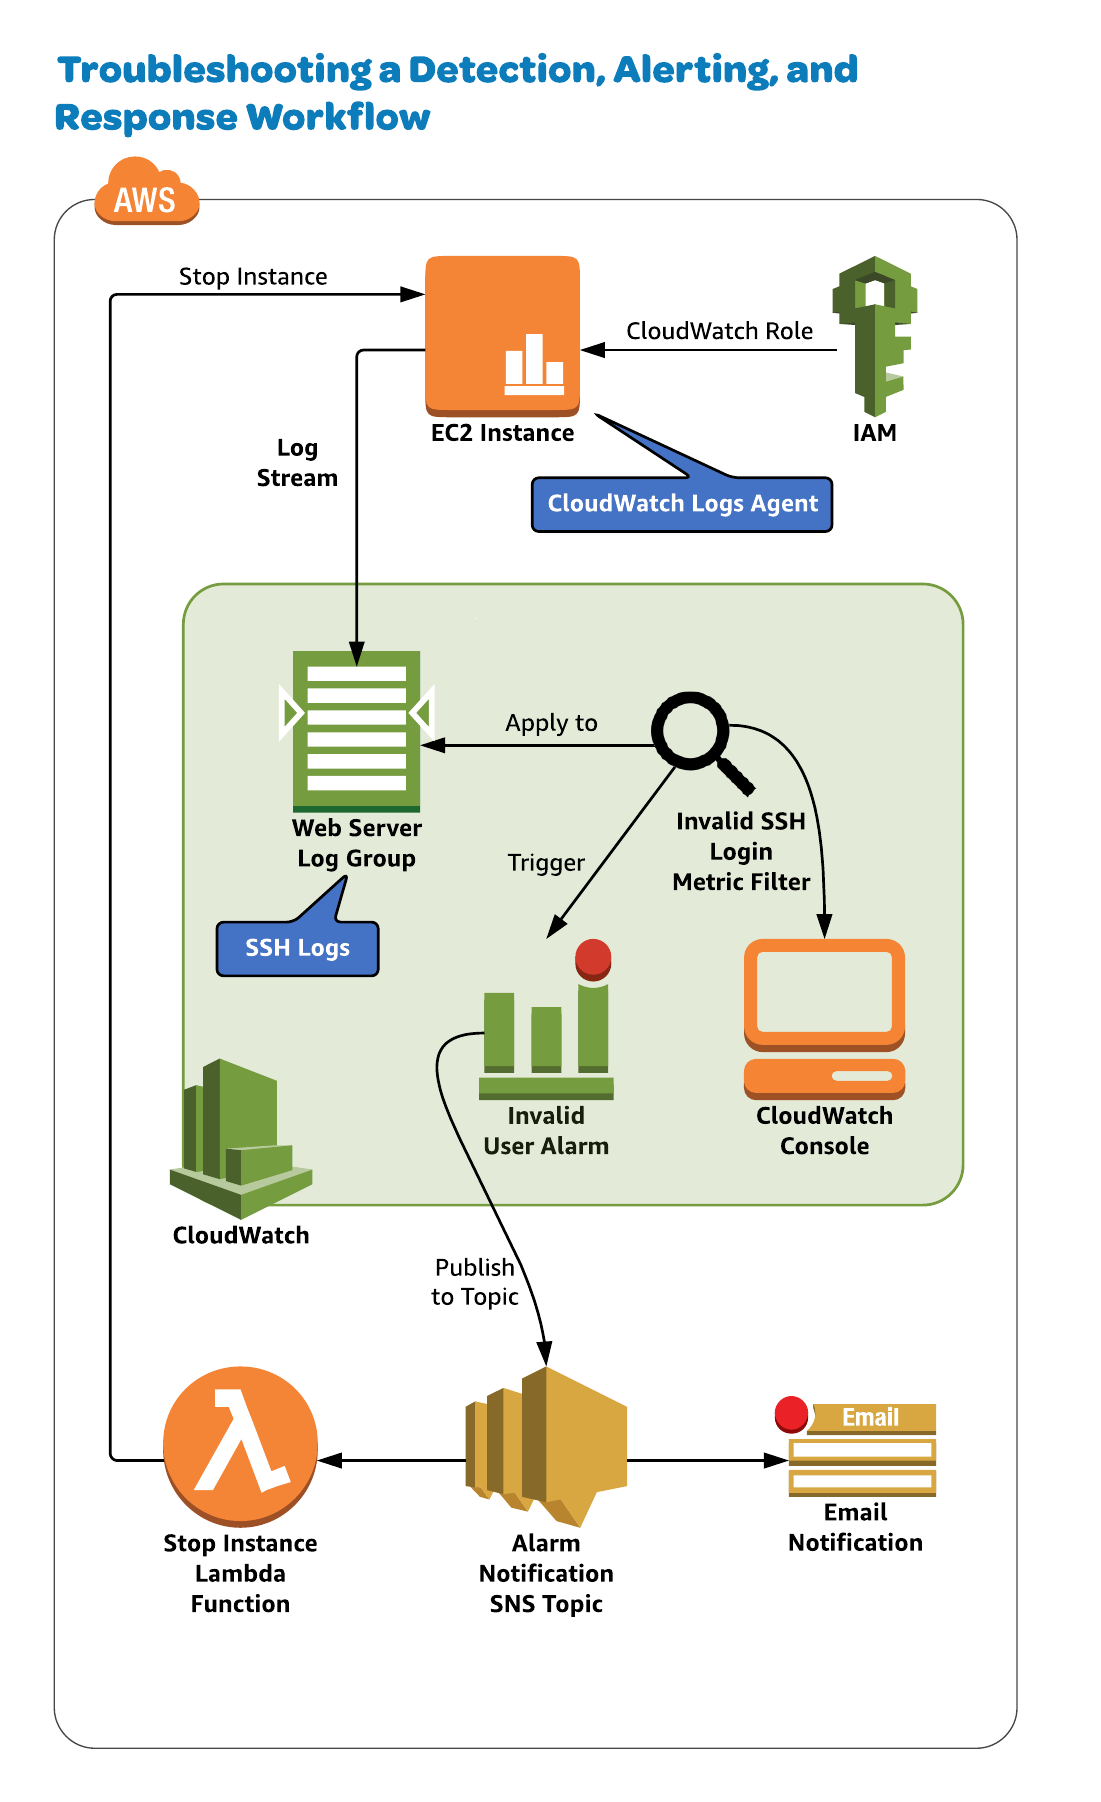 Troubleshooting a Detection, Alerting, and
Response Workflow
AWS
Stop Instance
CloudWatch Role
EC2 Instance
IAM
Log
Stream
CloudWatch Logs Agent
Apply to
Web Server
Log Group
Invalid SSH
Login
Metric Filter
Trigger
SSH Logs
Invalid
User Alarm
CloudWatch
Console
CloudWatch
Publish
to Topic
Email
Stop Instance
Lambda
Function
Alarm
Notification
SNS Topic
Email
Notification